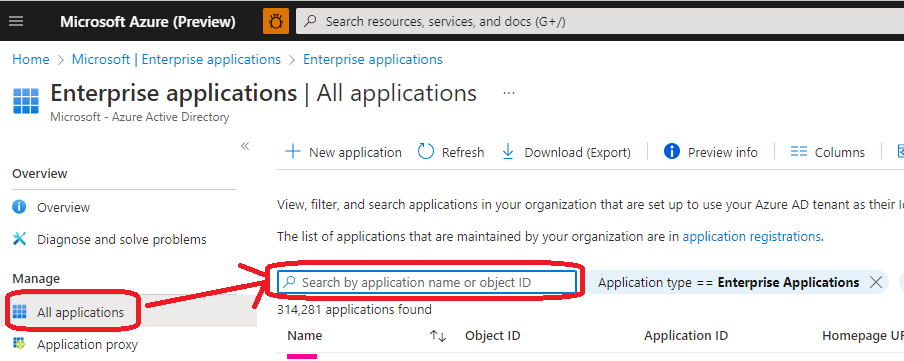 Microsoft Azure (Preview)
Search resources, services, and docs (G+/)
Home > Microsoft | Enterprise applications > Enterprise applications
Enterprise applications | All applications ...
Microsoft - Azure Active Directory
«
New application Refresh Download (Export) Preview info Columns
Overview
Overview
Diagnose and solve problems
Manage
All applications
Application proxy
View, filter, and search applications in your organization that are set up to use your Azure AD tenant as their
The list of applications that are maintained by your organization are in application registrations.
Search by application name or object ID
Application type == Enterprise Applications
314,281 applications found
Name Object ID Application ID Homepage